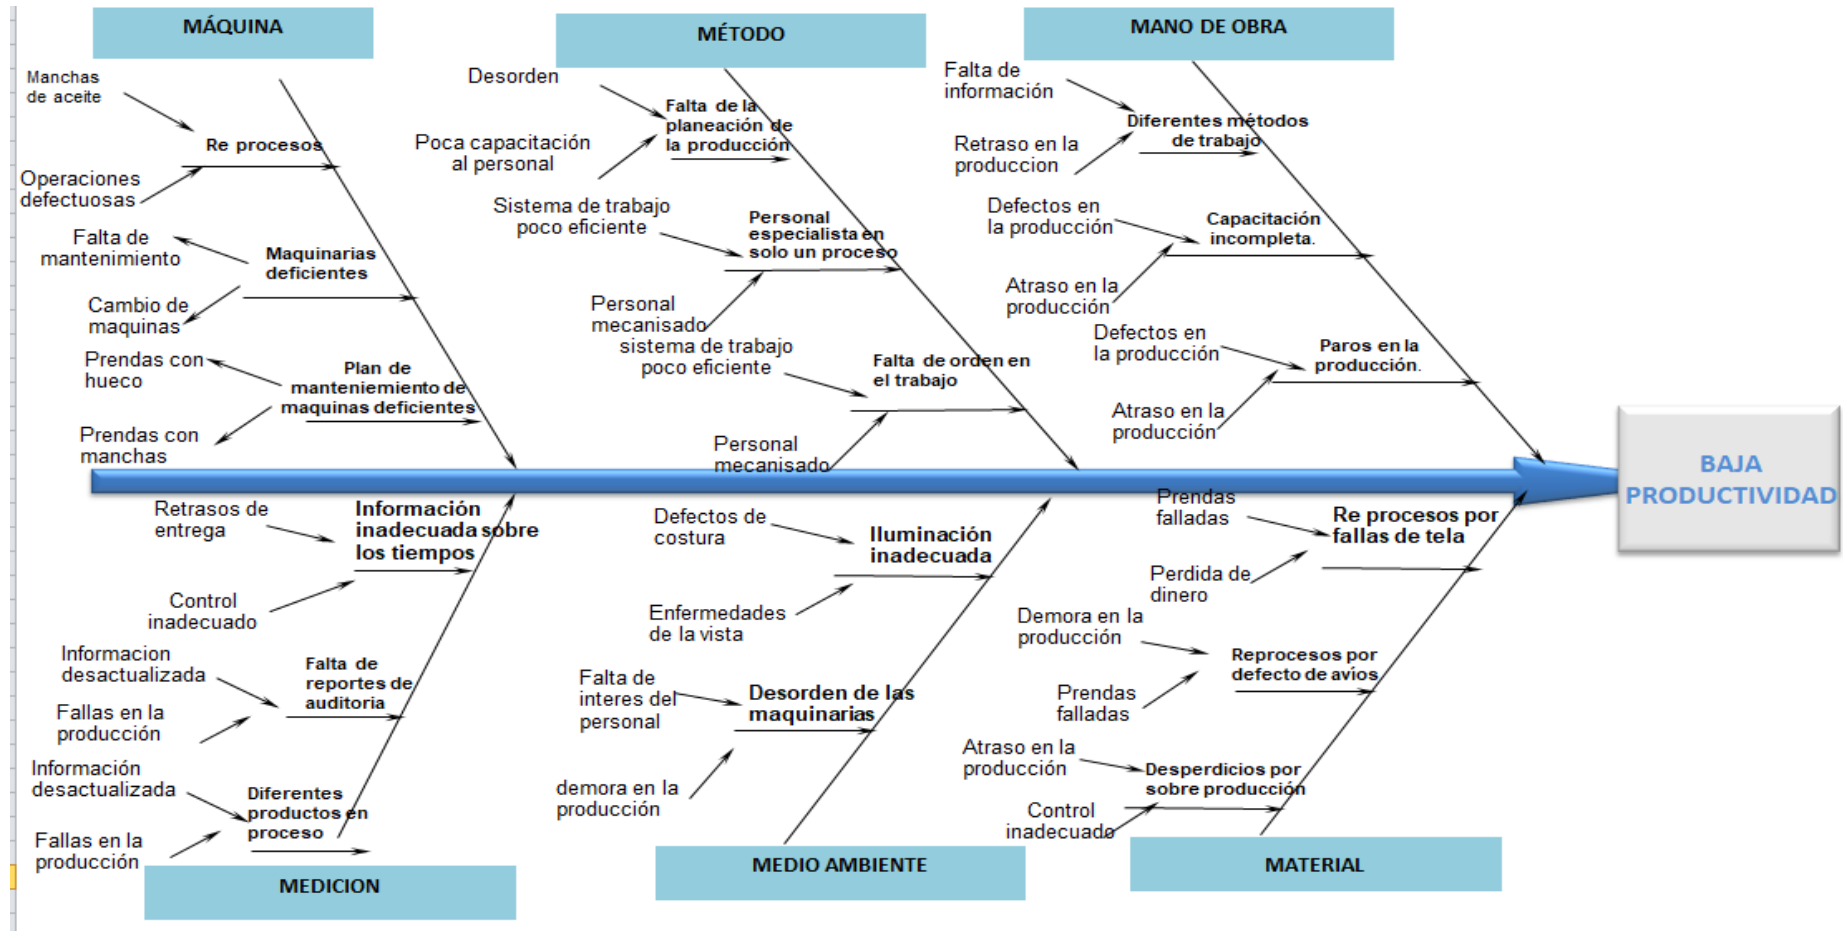 MÁQUINA
MÉTODO
MANO DE OBRA
Manchas
de aceite
Re procesos
Operaciones
defectuosas
Falta de
mantenimiento
Maquinarias
deficientes
Cambio de
maquinas
Prendas con
hueco
Plan de
manteniemiento de
maquinas deficientes
Prendas con
manchas
Desorden
Falta de la
planeación de
la producción
Poca capacitación
al personal
Sistema de trabajo
poco eficiente
Personal
especialista en
solo un proceso
Personal
mecanisado
sistema de trabajo
poco eficiente
Falta de orden en
el trabajo
Personal
mecanisado
Falta de
información
Diferentes métodos
de trabajo
Retraso en la
produccion
Defectos en
la producción
Capacitación
incompleta.
Atraso en la
producción
Defectos en
la producción
Paros en la
producción.
Atraso en la
producción
BAJA
PRODUCTIVIDAD
Retrasos de
entrega
Información
inadecuada sobre
los tiempos
Control
inadecuado
Informacion
desactualizada
Falta de
reportes de
auditoria
Fallas en la
producción
Información
desactualizada
Diferentes
productos en
proceso
Fallas en la
producción
Defectos de
costura
Iluminación
inadecuada
Enfermedades
de la vista
Falta de
interes del
personal
Desorden de las
maquinarias
demora en la
producción
Prendas
falladas
Re procesos por
fallas de tela
Perdida de
dinero
Demora en la
producción
Reprocesos por
defecto de avios
Prendas
falladas
Atraso en la
producción
Desperdicios por
sobre producción
Control
inadecuado
MEDICION
MEDIO AMBIENTE
MATERIAL